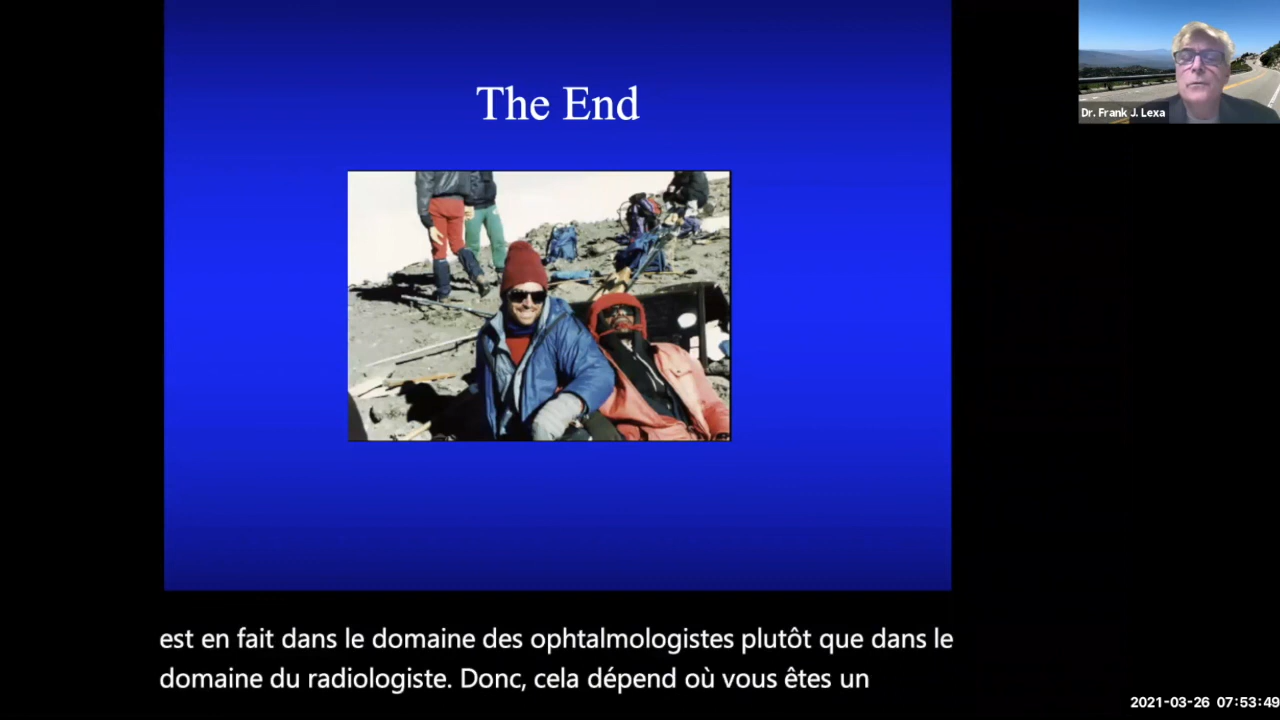 The End
Dr. Frank J. Lexa
est en fait dans le domaine des ophtalmologistes plutôt que dans le
domaine du radiologiste. Donc, cela dépend où vous êtes un
2021-03-26 07:53:49